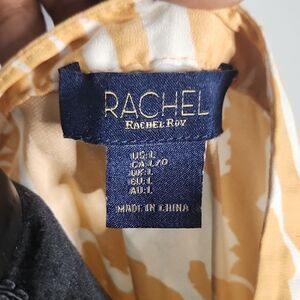 RACHEL
RACHEL ROY
US:L
CA:L/G
UK:L
EU:L
AU:L
MADE IN CHINA